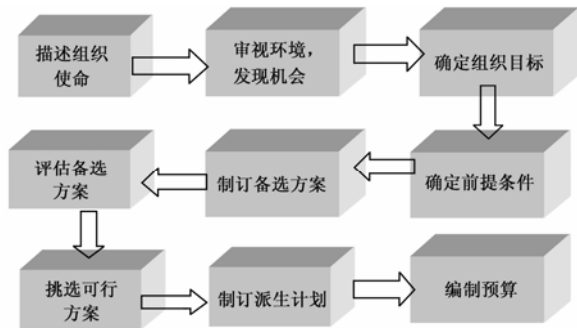 描述组织
使命
审视环境，
发现机会
确定组织目标
确定前提条件
制订备选方案
评估备选
方案
挑选可行
方案
制订派生计划
编制预算